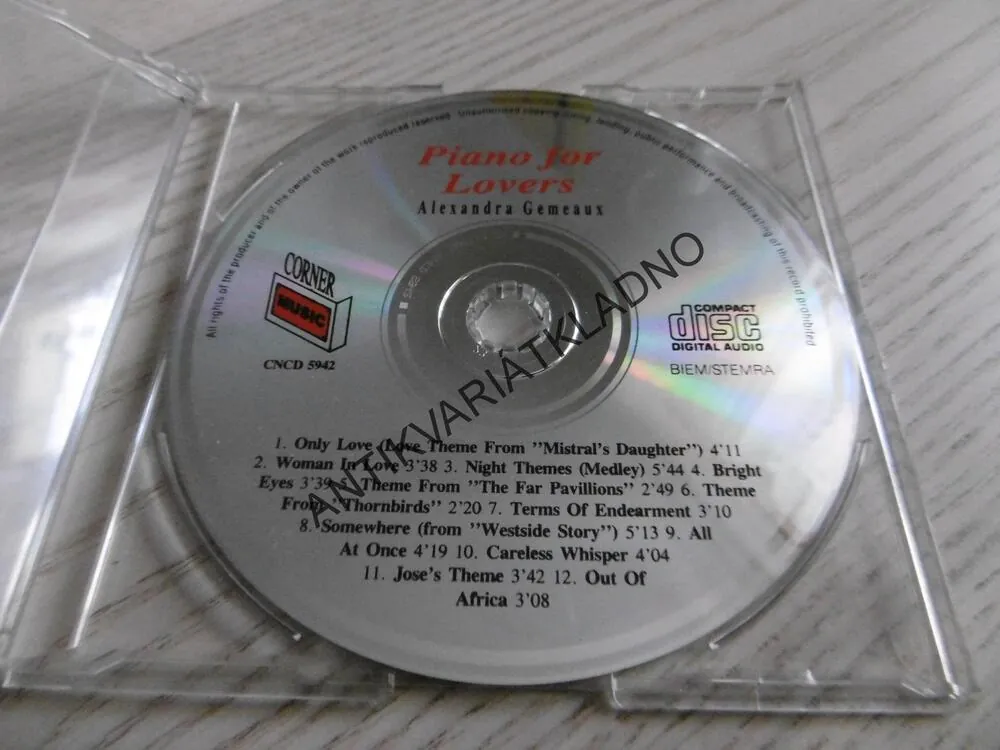 All rights of the producer and of the owner of the work reproduced reserved. Unauthorised copying, hiring, lending, public performance and broadcasting of this record prohibited
Piano for
Lovers
Alexandra Gemeaux
CORNER
MUSIC
CNCD 5942
COMPACT
disc
DIGITAL AUDIO
BIEM/STEMRA
ANTIKVARIÁTKLADNO
1. Only Love (Love Theme From ''Mistral's Daughter'') 4'11
2. Woman In Love 3'38 3. Night Themes (Medley) 5'44 4. Bright
Eyes 3'39 5. Theme From ''The Far Pavillions'' 2'49 6. Theme
From ''Thornbirds'' 2'20 7. Terms Of Endearment 3'10
8. Somewhere (from ''Westside Story'') 5'13 9. All
At Once 4'19 10. Careless Whisper 4'04
11. Jose's Theme 3'42 12. Out Of
Africa 3'08